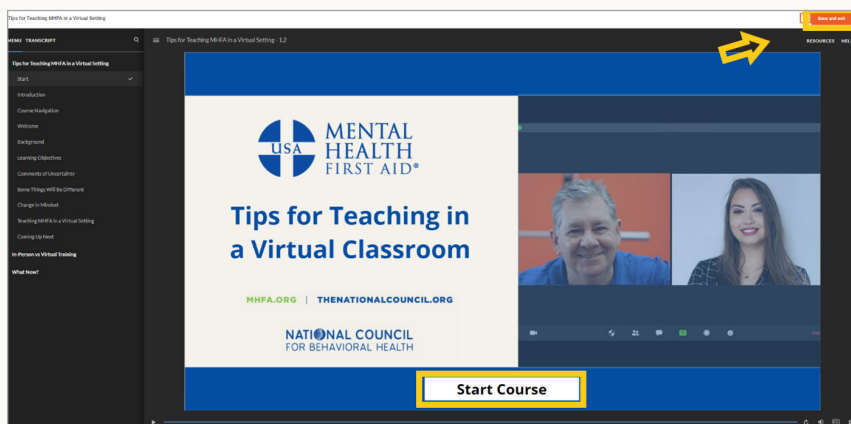 Tips for Teaching MHFA in a Virtual Setting
Save and exit
MENU TRANSCRIPT
Tips for Teaching MHFA in a Virtual Setting - 1.2
RESOURCES HEL
Tips for Teaching MHFA in a Virtual Setting
Start
Introduction
Course Navigation
Welcome
Background
Learning Objectives
Comments of Uncertainty
Some Things Will Be Different
Change in Mindset
Teaching MHFA in a Virtual Setting
Coming Up Next
In-Person vs Virtual Training
What Now?
USA
MENTAL
HEALTH
FIRST AID®
Tips for Teaching in
a Virtual Classroom
MHFA.ORG | THENATIONALCOUNCIL.ORG
NATIONAL COUNCIL
FOR BEHAVIORAL HEALTH
Start Course